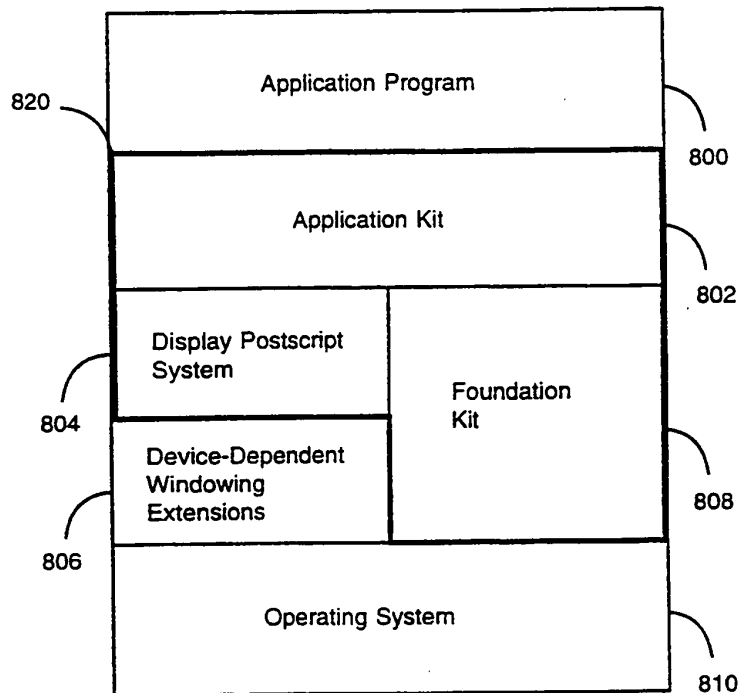 Application Program
820
800
Application Kit
802
Display Postscript
System
804
Foundation
Kit
Device-Dependent
Windowing
Extensions
808
806
Operating System
810